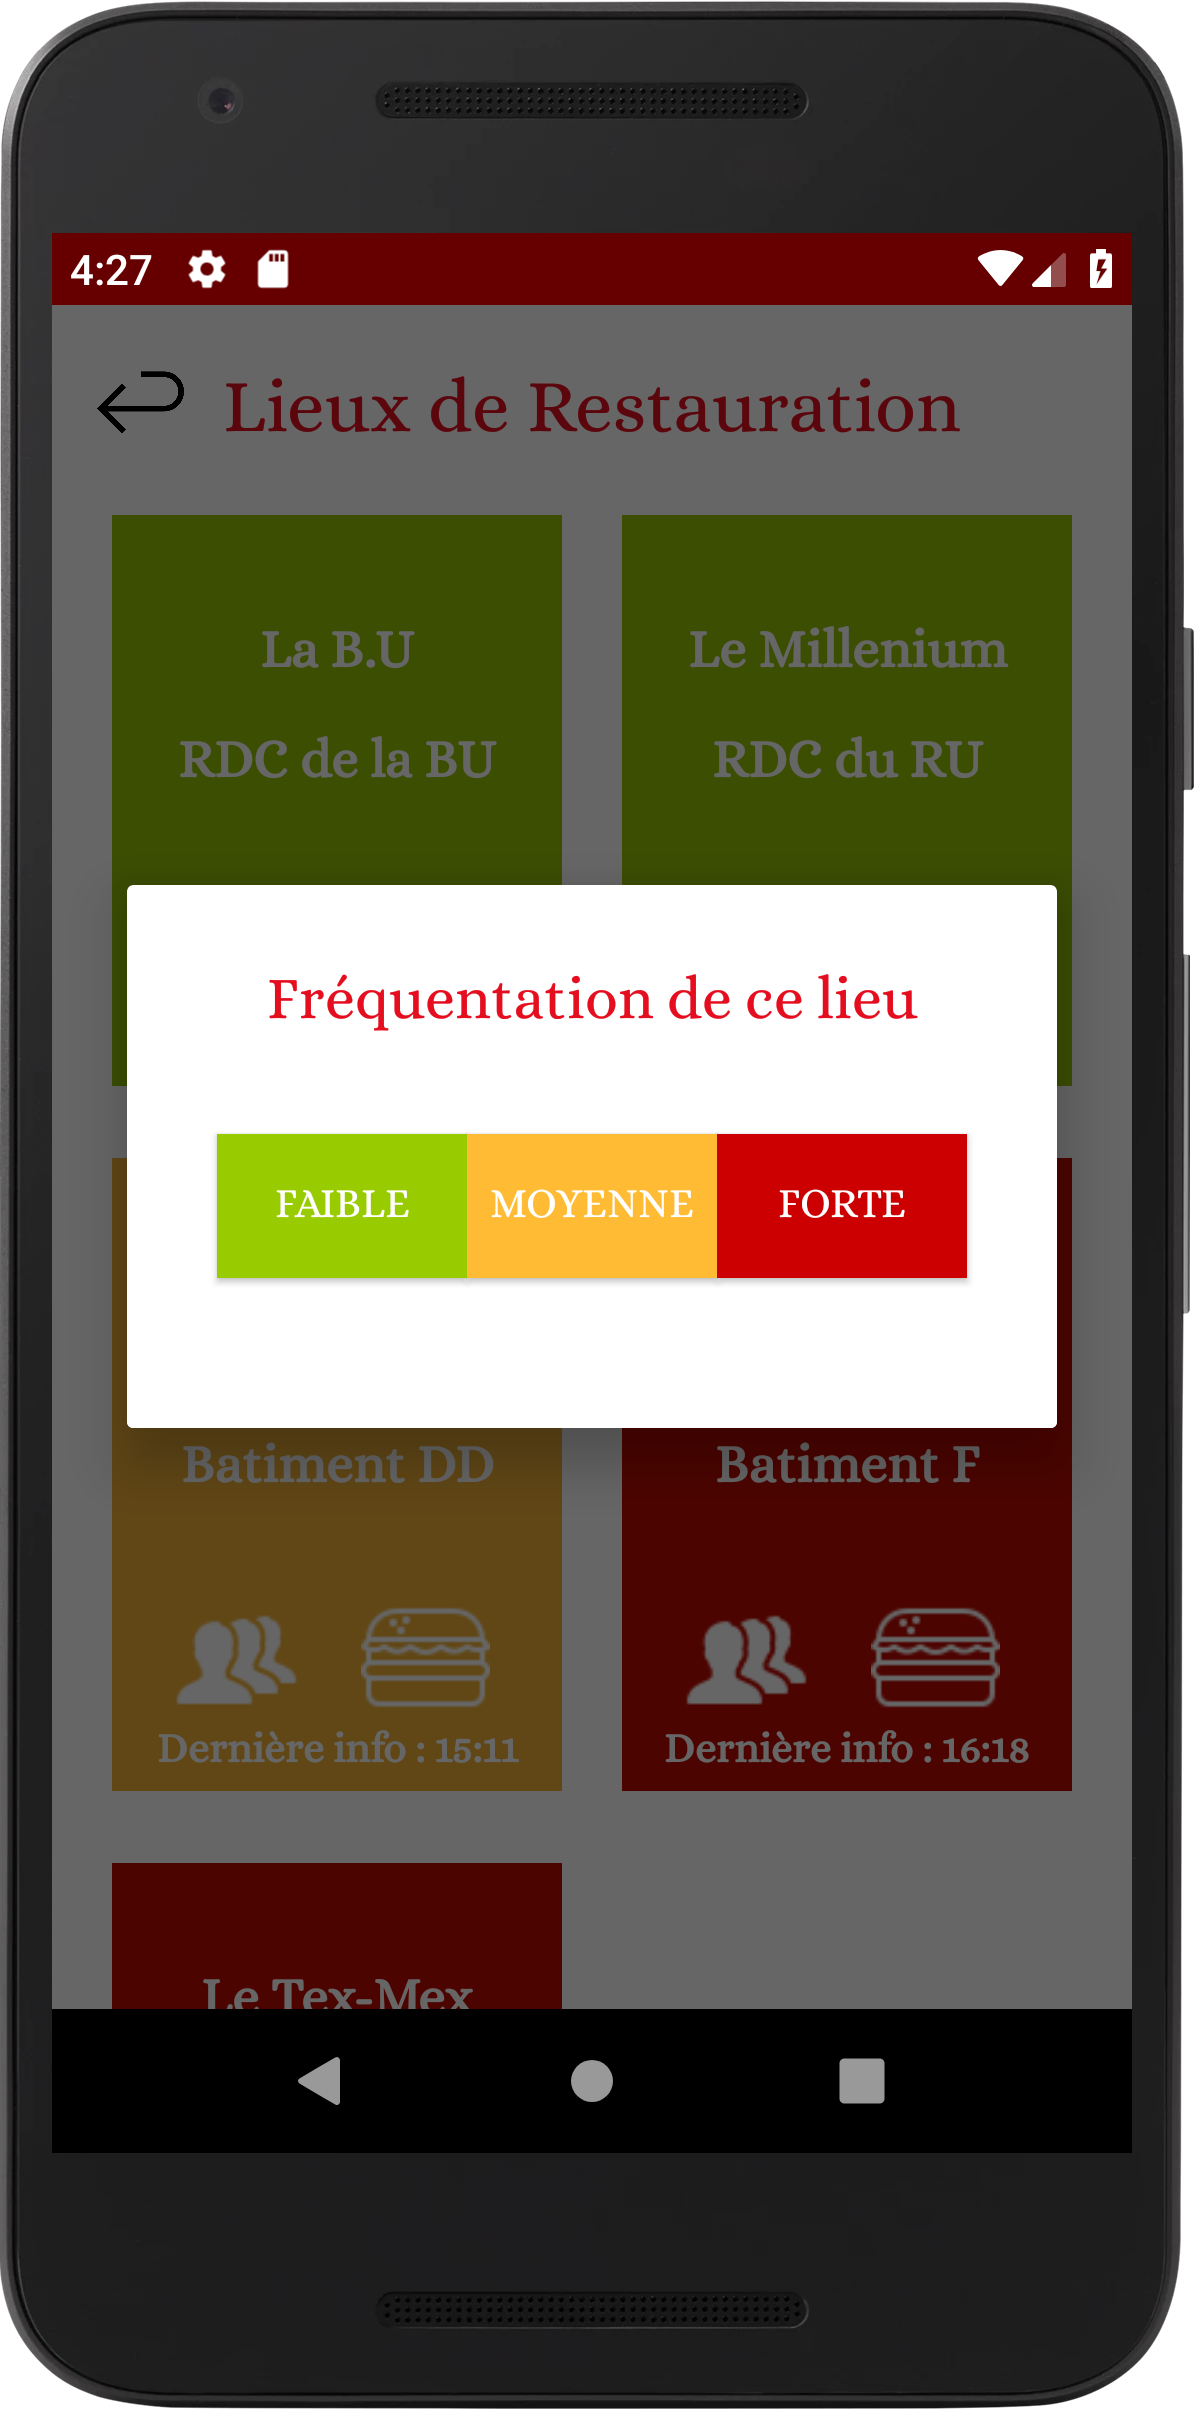 4:27
Lieux de Restauration
La B.U
Le Millenium
RDC de la BU
RDC du RU
Fréquentation de ce lieu
FAIBLE
MOYENNE
FORTE
Batiment DD
Batiment F
Dernière info : 15:11
Dernière info : 16:18
Le Tex-Mex